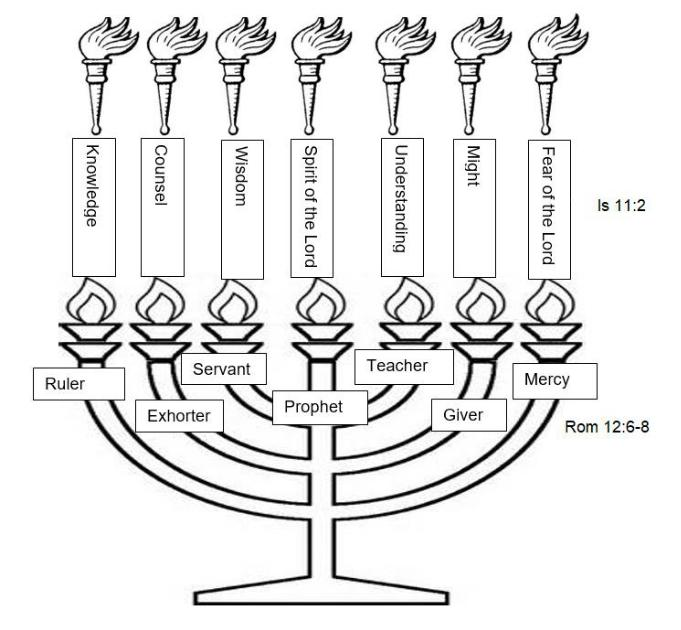 Knowledge
Counsel
Wisdom
Spirit of the Lord
Understanding
Might
Fear of the Lord
Is 11:2
Ruler
Exhorter
Servant
Prophet
Teacher
Giver
Mercy
Rom 12:6-8